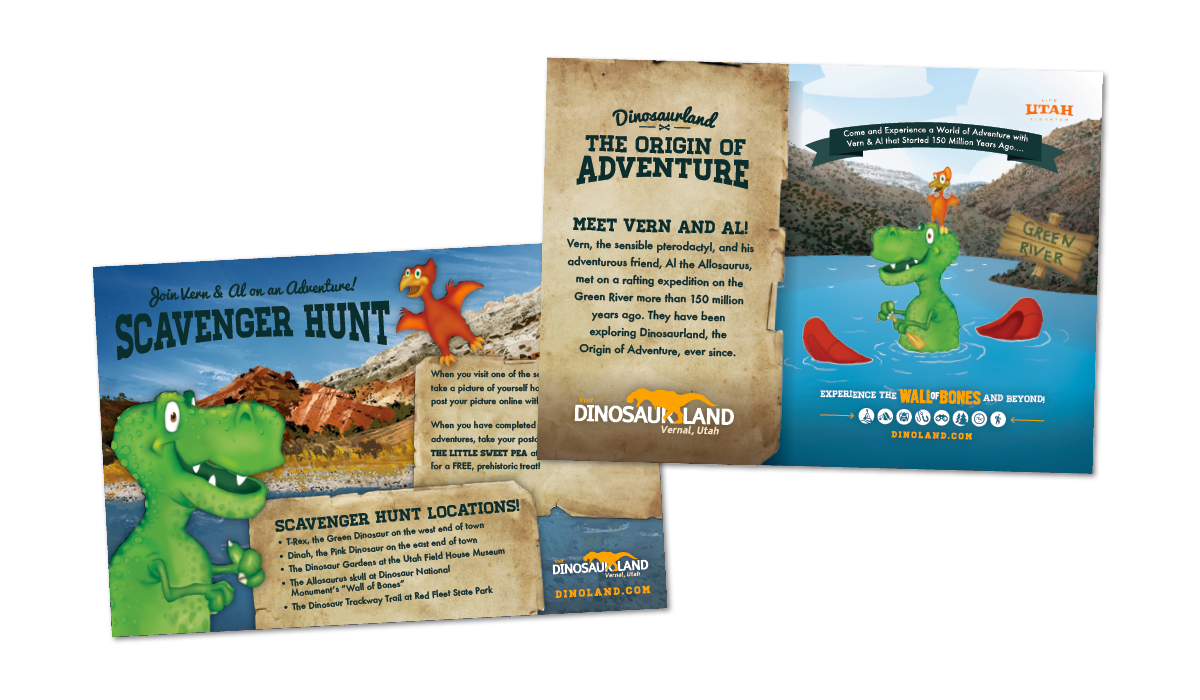 Join Vern & Al on an Adventure!
SCAVENGER HUNT
When you visit one of the
take a picture of yourself
post your picture online
When you have completed
adventures, take your
THE LITTLE SWEET PEA
for a FREE, prehistoric treat!
SCAVENGER HUNT LOCATIONS!
• T-Rex, the Green Dinosaur on the west end of town
• Dinah, the Pink Dinosaur on the east end of town
• The Dinosaur Gardens at the Utah Field House Museum
• The Allosaurus skull at Dinosaur National
Monument's "Wall of Bones"
• The Dinosaur Trackway Trail at Red Fleet State Park
DINOSAURLAND
Vernal, Utah
DINOLAND.COM
Dinosaurland
THE ORIGIN OF
ADVENTURE
MEET VERN AND AL!
Vern, the sensible pterodactyl, and his
adventurous friend, Al the Allosaurus,
met on a rafting expedition on the
Green River more than 150 million
years ago. They have been
exploring Dinosaurland, the
Origin of Adventure, ever since.
Visit
DINOSAURLAND
Vernal, Utah
LIFE
UTAH
ELEVATED
Come and Experience a World of Adventure with
Vern & Al that Started 150 Million Years Ago....
GREEN
RIVER
EXPERIENCE THE WALL OF BONES AND BEYOND!
DINOLAND.COM